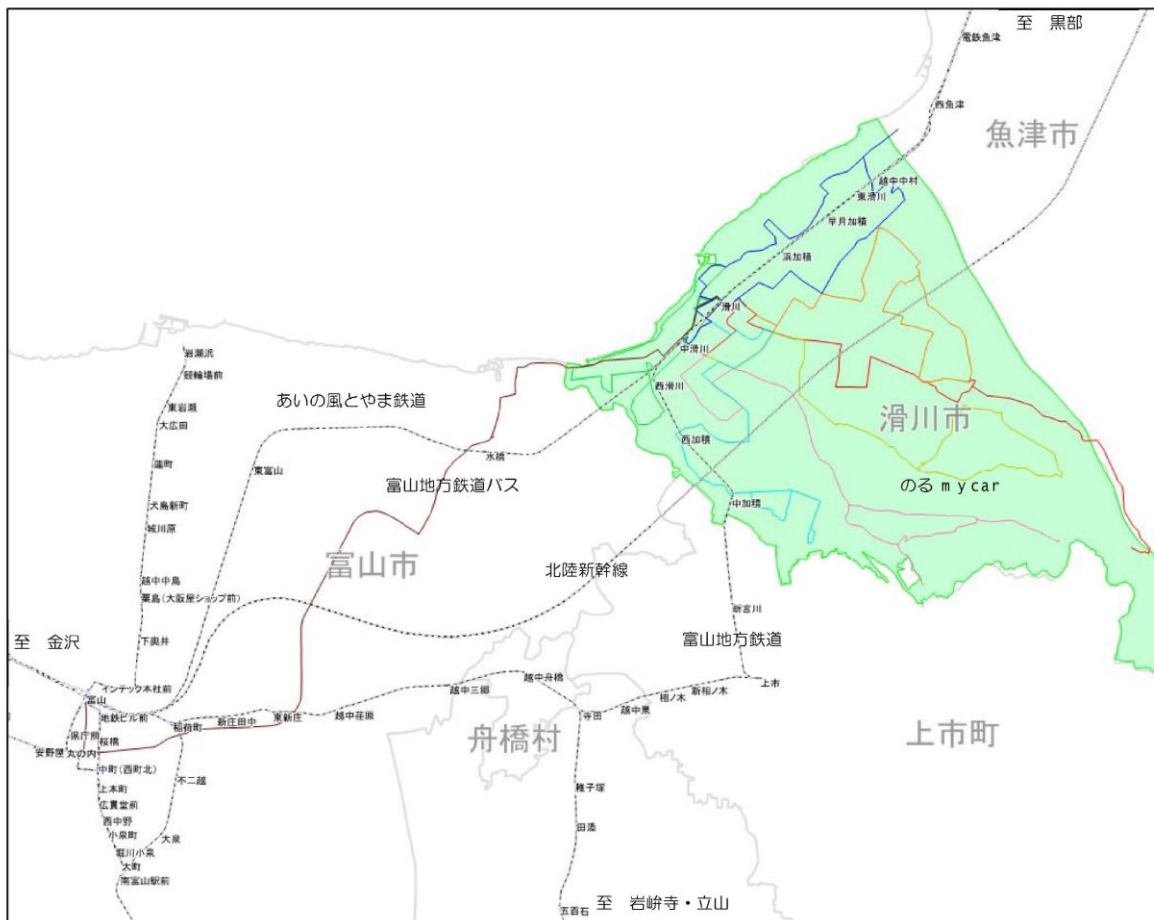 至 黒部
電鉄魚津
西魚津
魚津市
越中中村
東滑川
早月加積
浜加積
滑川
中滑川
西滑川
滑川市
西加積
のるmycar
中加積
岩瀬浜
競輪場前
東岩瀬
大広田
蓮町
犬島新町
城川原
越中中島
粟島(大阪屋ショップ前)
下奥井
あいの風とやま鉄道
東富山
水橋
富山地方鉄道バス
富山市
北陸新幹線
新宮川
富山地方鉄道
上市
新相ノ木
相ノ木
越中泉
寺田
越中舟橋
越中三郷
越中荏原
東新庄
新庄田中
稲荷町
至 金沢
インテック本社前
富山
地鉄ビル前
県庁前
桜橋
安野屋
丸の内
中町(西町北)
上本町
広貫堂前
西中野
小泉町
堀川小泉
大町
南富山駅前
不二越
大泉
舟橋村
上市町
稚子塚
田添
五百石
至 岩峅寺・立山